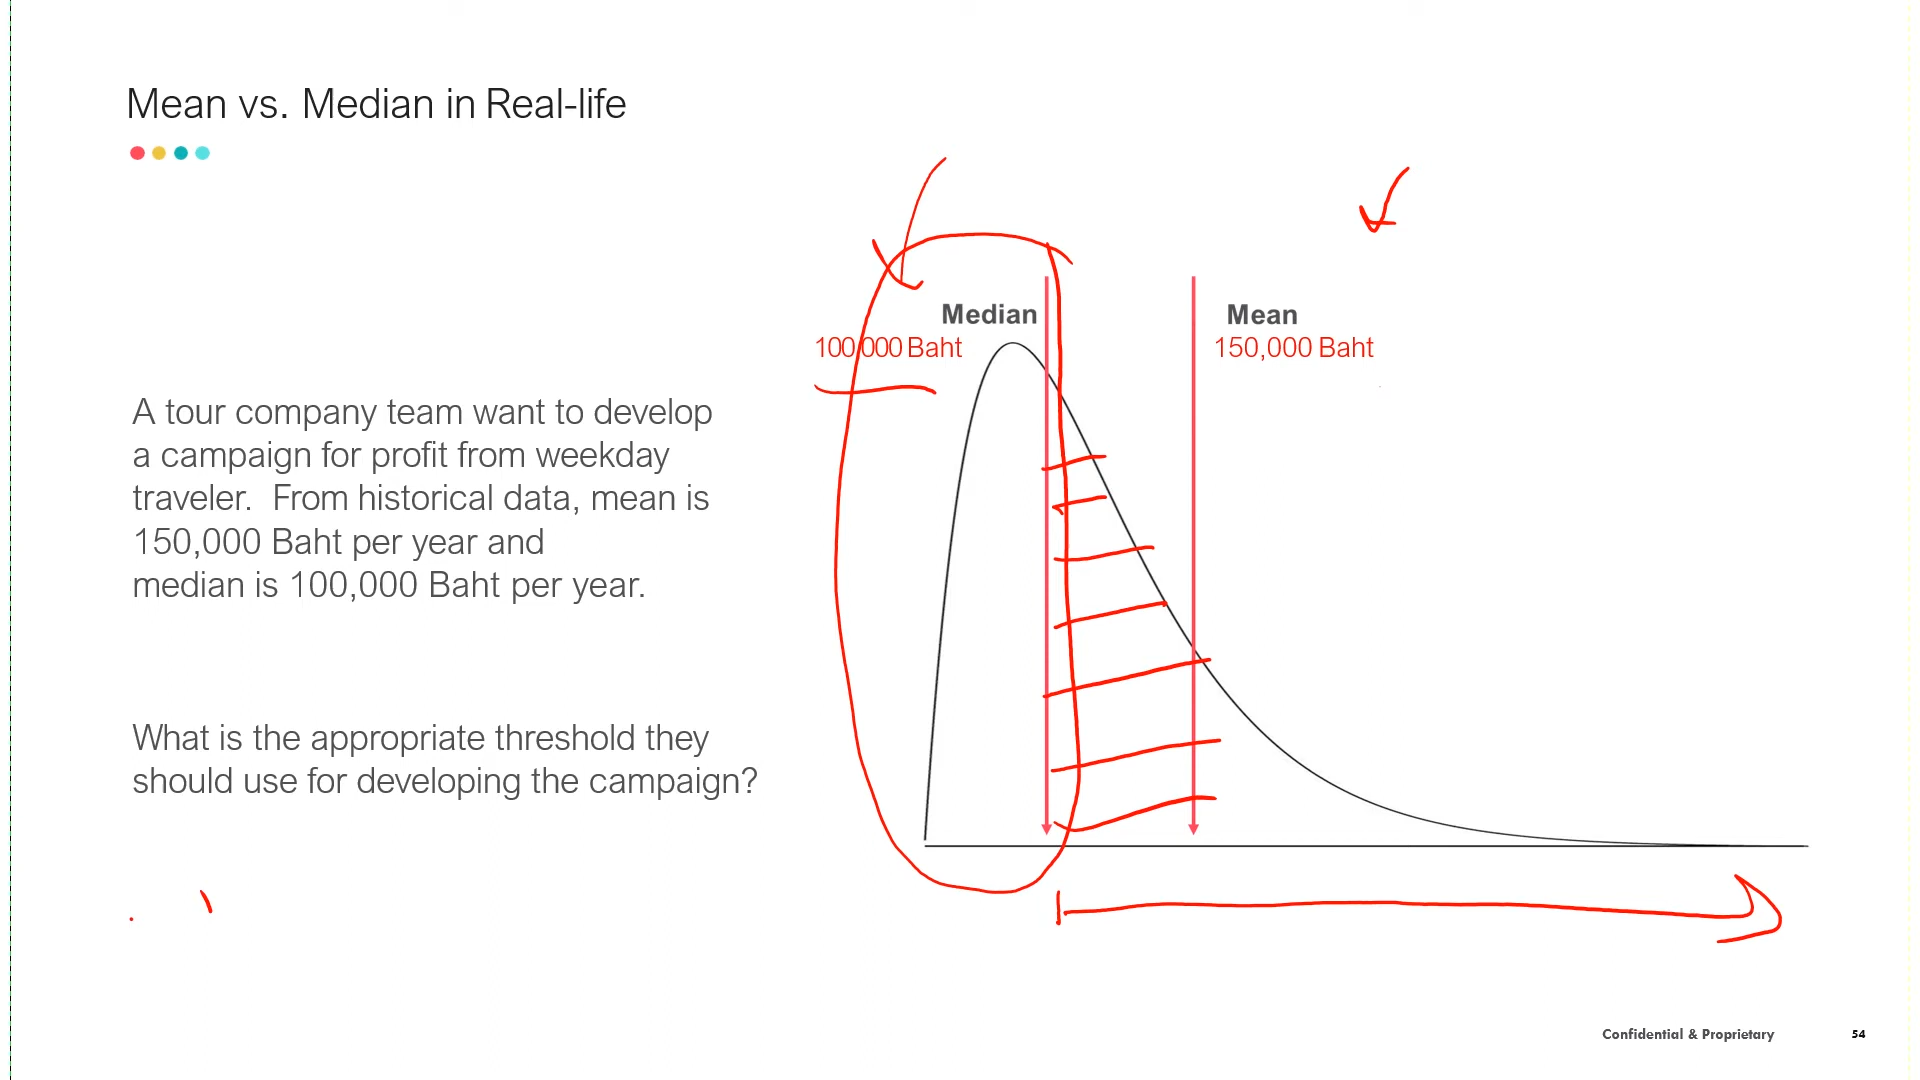 Mean vs. Median in Real-life
Median
100,000 Baht
Mean
150,000 Baht
A tour company team want to develop
a campaign for profit from weekday
traveler. From historical data, mean is
150,000 Baht per year and
median is 100,000 Baht per year.
What is the appropriate threshold they
should use for developing the campaign?
Confidential & Proprietary
54